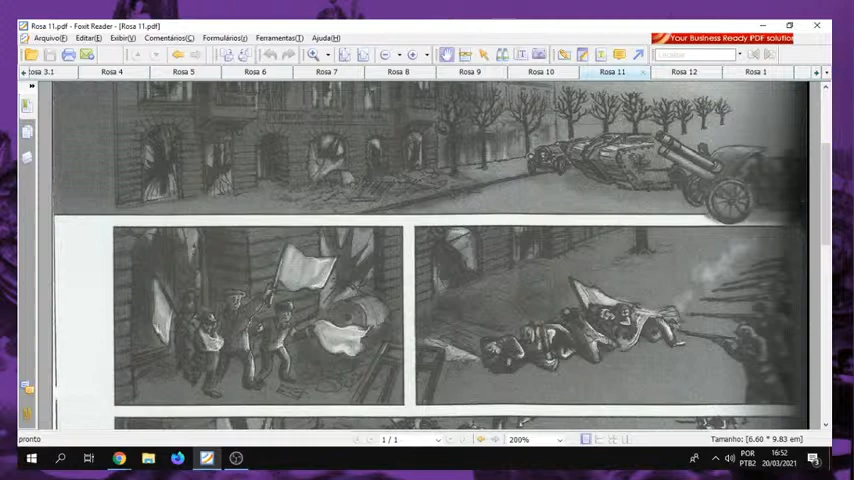 Rosa 11.pdf - Foxit Reader - [Rosa 11.pdf]
Arquivo(F) Editar(E) Exibir(V) Comentários(C) Formulários(r) Ferramentas(T) Ajuda(H)
Your Business Ready PDF solution
Localizar
osa 3.1 Rosa 4 Rosa 5 Rosa 6 Rosa 7 Rosa 8 Rosa 9 Rosa 10 Rosa 11 Rosa 12 Rosa 1
pronto 1 / 1 200% Tamanho: [6.60 * 9.83 em]
POR 16:52
PTB2 20/03/2021 3